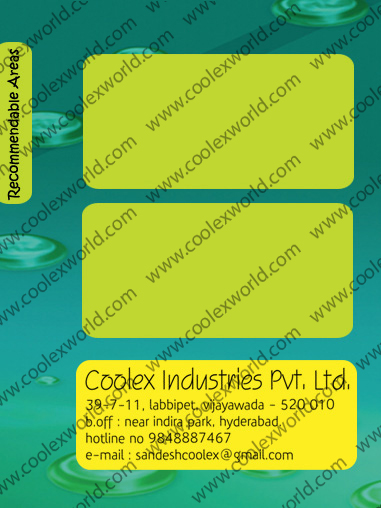 Recommendable Areas
Coolex Industries Pvt. Ltd.
39-7-11, labbipet, vijayawada - 520 010
b.off : near indira park, hyderabad
hotline no 9848887467
e-mail : sandeshcoolex@gmail.com
www.coolexworld.com